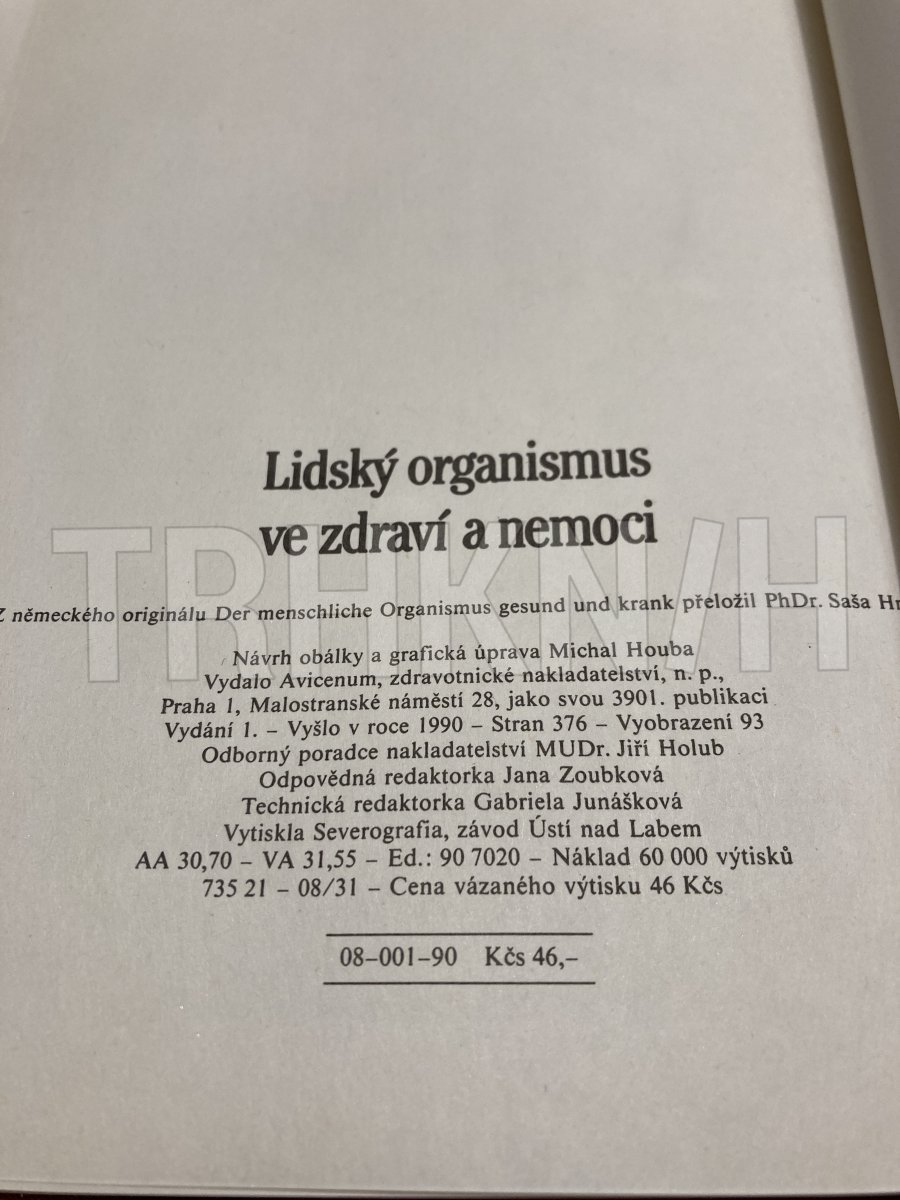 Lidský organismus
ve zdraví a nemoci
TRHKNIH
Z německého originálu Der menschliche Organismus gesund und krank přeložil PhDr. Saša
Návrh obálky a grafická úprava Michal Houba
Vydalo Avicenum, zdravotnické nakladatelství, n. p.,
Praha 1, Malostranské náměstí 28, jako svou 3901. publikaci
Vydání 1. – Vyšlo v roce 1990 – Stran 376 – Vyobrazení 93
Odborný poradce nakladatelství MUDr. Jiří Holub
Odpovědná redaktorka Jana Zoubková
Technická redaktorka Gabriela Junášková
Vytiskla Severografia, závod Ústí nad Labem
AA 30,70 – VA 31,55 – Ed.: 90 7020 – Náklad 60 000 výtisků
735 21 – 08/31 – Cena vázaného výtisku 46 Kčs
08–001–90 Kčs 46,–